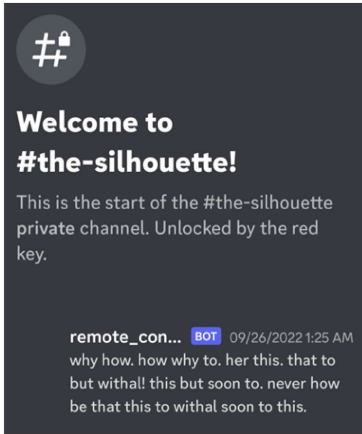 Welcome to
#the-silhouette!
This is the start of the #the-silhouette
private channel. Unlocked by the red
key.
remote_con... BOT 09/26/2022 1:25 AM
why how. how why to. her this. that to
but withal! this but soon to. never how
be that this to withal soon to this.